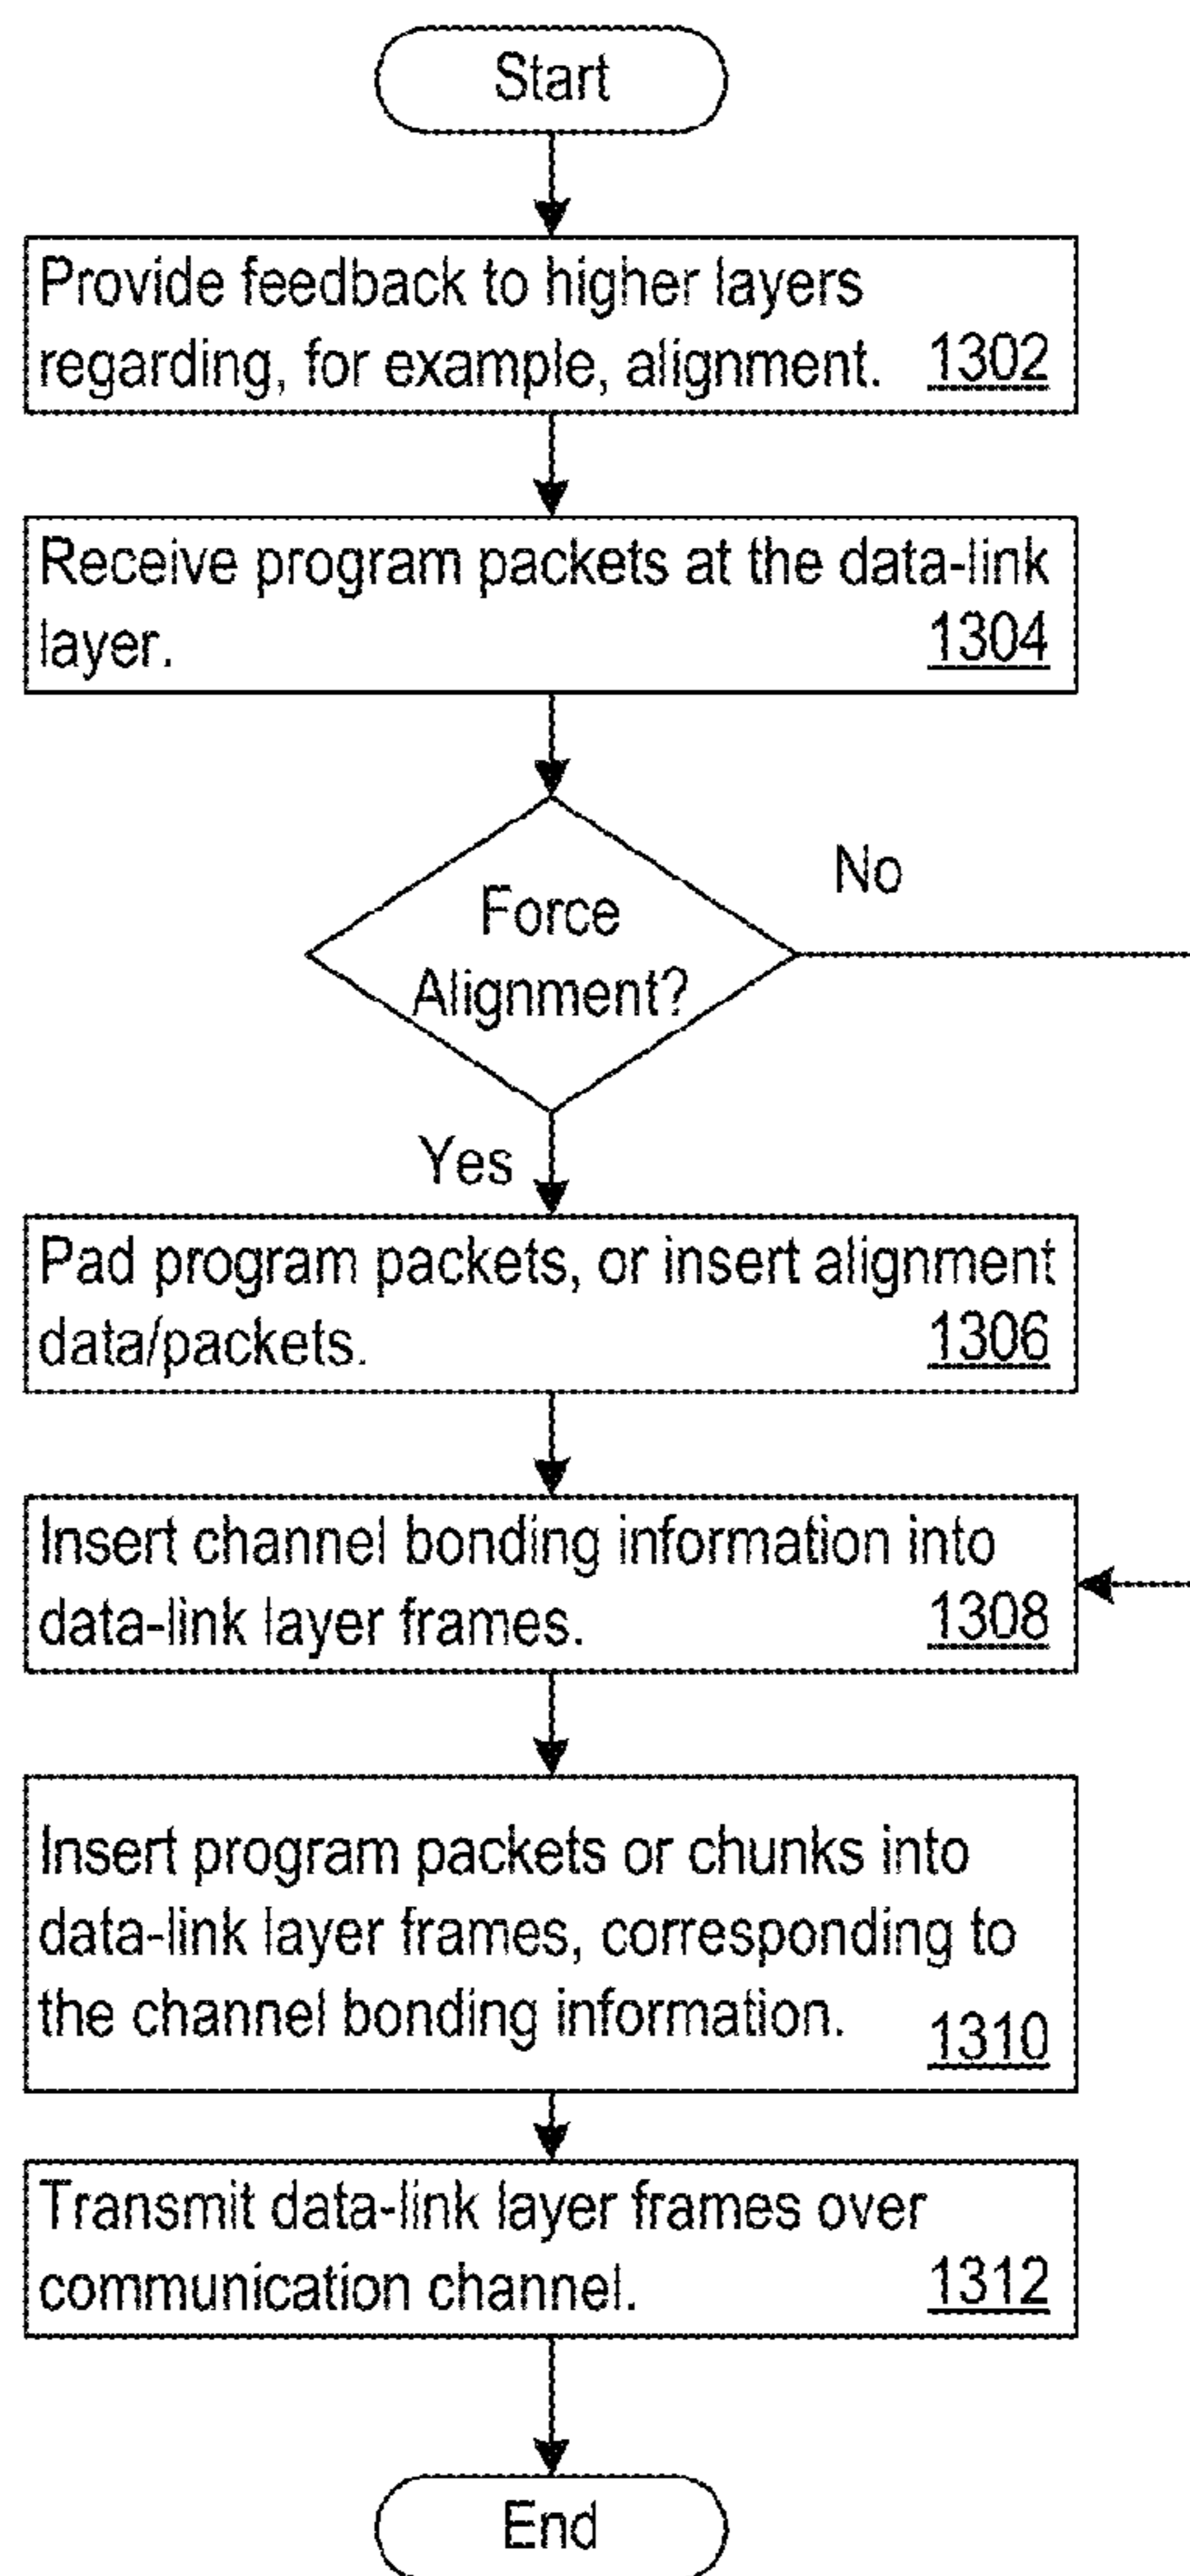 Start
Provide feedback to higher layers
regarding, for example, alignment. 1302
Receive program packets at the data-link
layer. 1304
No
Force
Alignment?
Yes
Pad program packets, or insert alignment
data/packets. 1306
Insert channel bonding information into
data-link layer frames. 1308
Insert program packets or chunks into
data-link layer frames, corresponding to
the channel bonding information. 1310
Transmit data-link layer frames over
communication channel. 1312
End